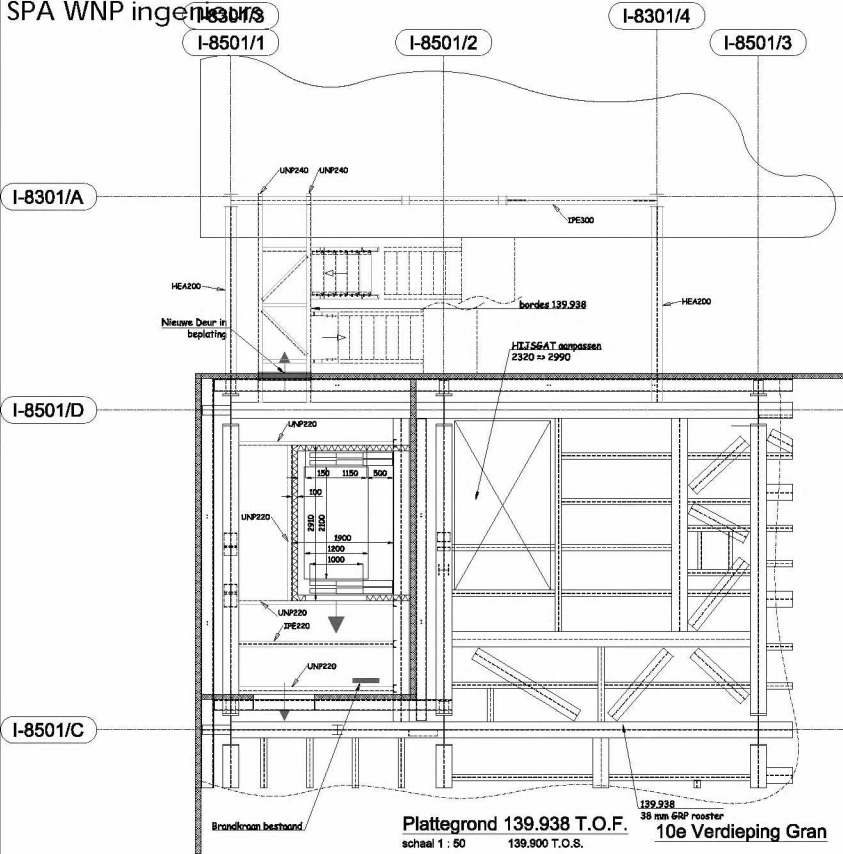 SPA WNP ingenieurs
I-8301/3
I-8301/4
I-8501/1
I-8501/2
I-8501/3
UNP240
UNP240
I-8301/A
IPE300
HEA200
HEA200
bordes 139.938
Nieuwe Deur in
beplating
HIJSGAT aanpassen
2320 => 2990
I-8501/D
UNP220
150
1150
500
100
UNP220
2910
2100
1900
1200
1000
UNP220
IPE220
UNP220
I-8501/C
139.938
38 mm GRP rooster
Brandkraan bestaand
Plattegrond 139.938 T.O.F.
10e Verdieping Gran
schaal 1 : 50
139.900 T.O.S.